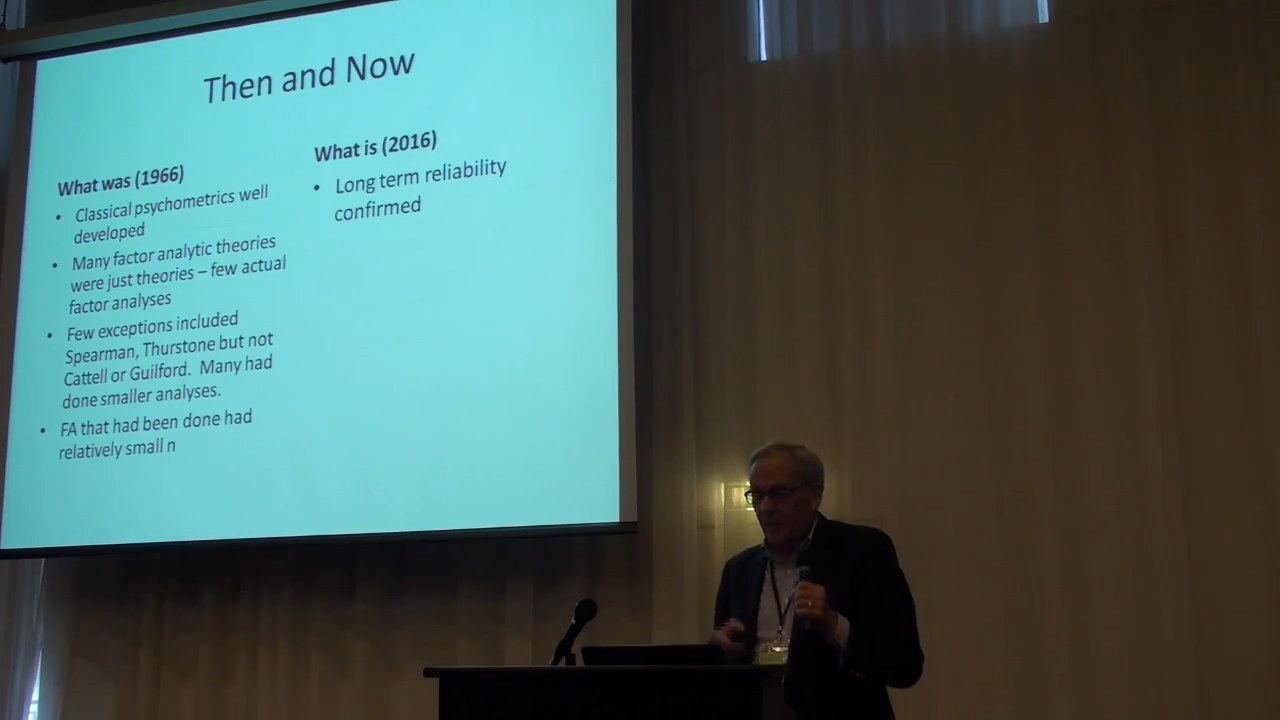 Then and Now
What was (1966)
• Classical psychometrics well
developed
• Many factor analytic theories
were just theories – few actual
factor analyses
• Few exceptions included
Spearman, Thurstone but not
Cattell or Guilford. Many had
done smaller analyses.
• FA that had been done had
relatively small n
What is (2016)
• Long term reliability
confirmed